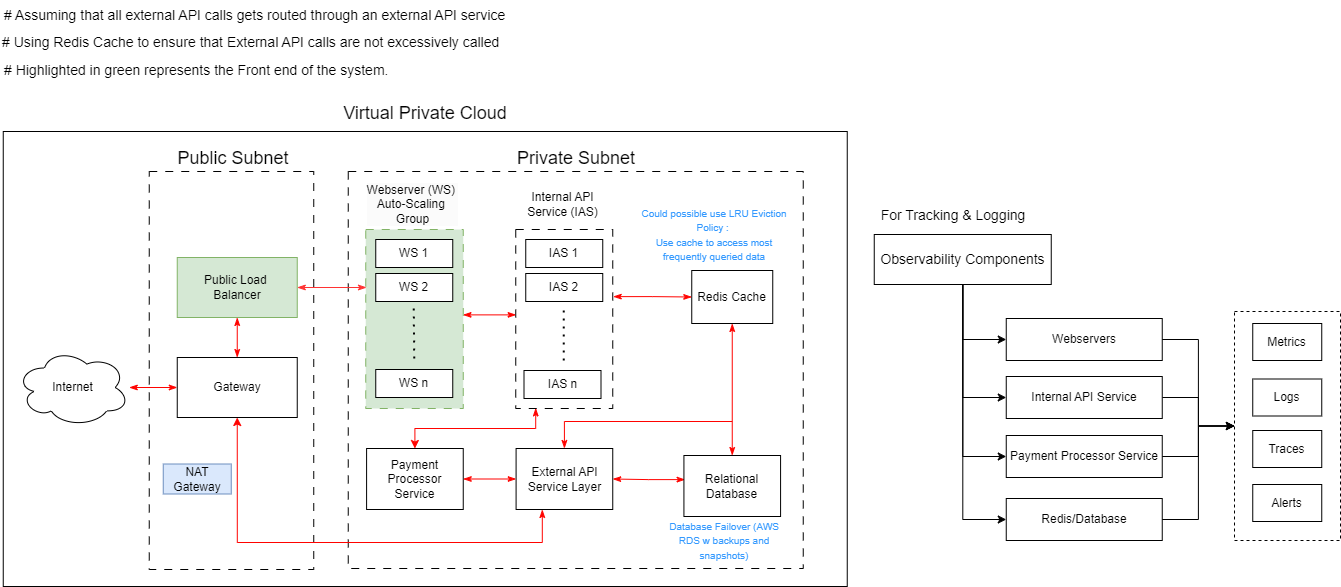 # Assuming that all external API calls gets routed through an external API service
# Using Redis Cache to ensure that External API calls are not excessively called
# Highlighted in green represents the Front end of the system.
Virtual Private Cloud
Public Subnet
Private Subnet
Webserver (WS)
Auto-Scaling
Group
Internal API
Service (IAS)
Could possible use LRU Eviction
Policy :
Use cache to access most
frequently queried data
WS 1
WS 2
WS n
IAS 1
IAS 2
IAS n
Redis Cache
Public Load
Balancer
Internet
Gateway
NAT
Gateway
Payment
Processor
Service
External API
Service Layer
Relational
Database
Database Failover (AWS
RDS w backups and
snapshots)
For Tracking & Logging
Observability Components
Webservers
Internal API Service
Payment Processor Service
Redis/Database
Metrics
Logs
Traces
Alerts